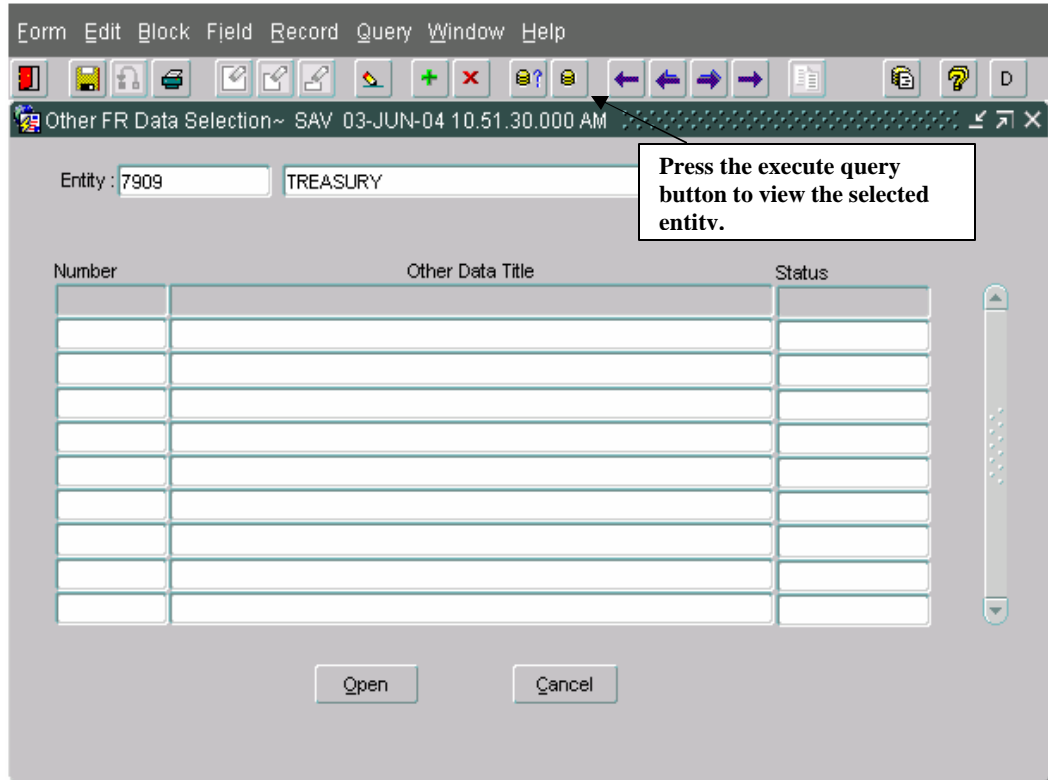 Form Edit Block Field Record Query Window Help
? ? D
Other FR Data Selection~ SAV 03-JUN-04 10.51.30.000 AM
Press the execute query
button to view the selected
entity.
Entity : 7909 TREASURY
Number Other Data Title Status
Open Cancel